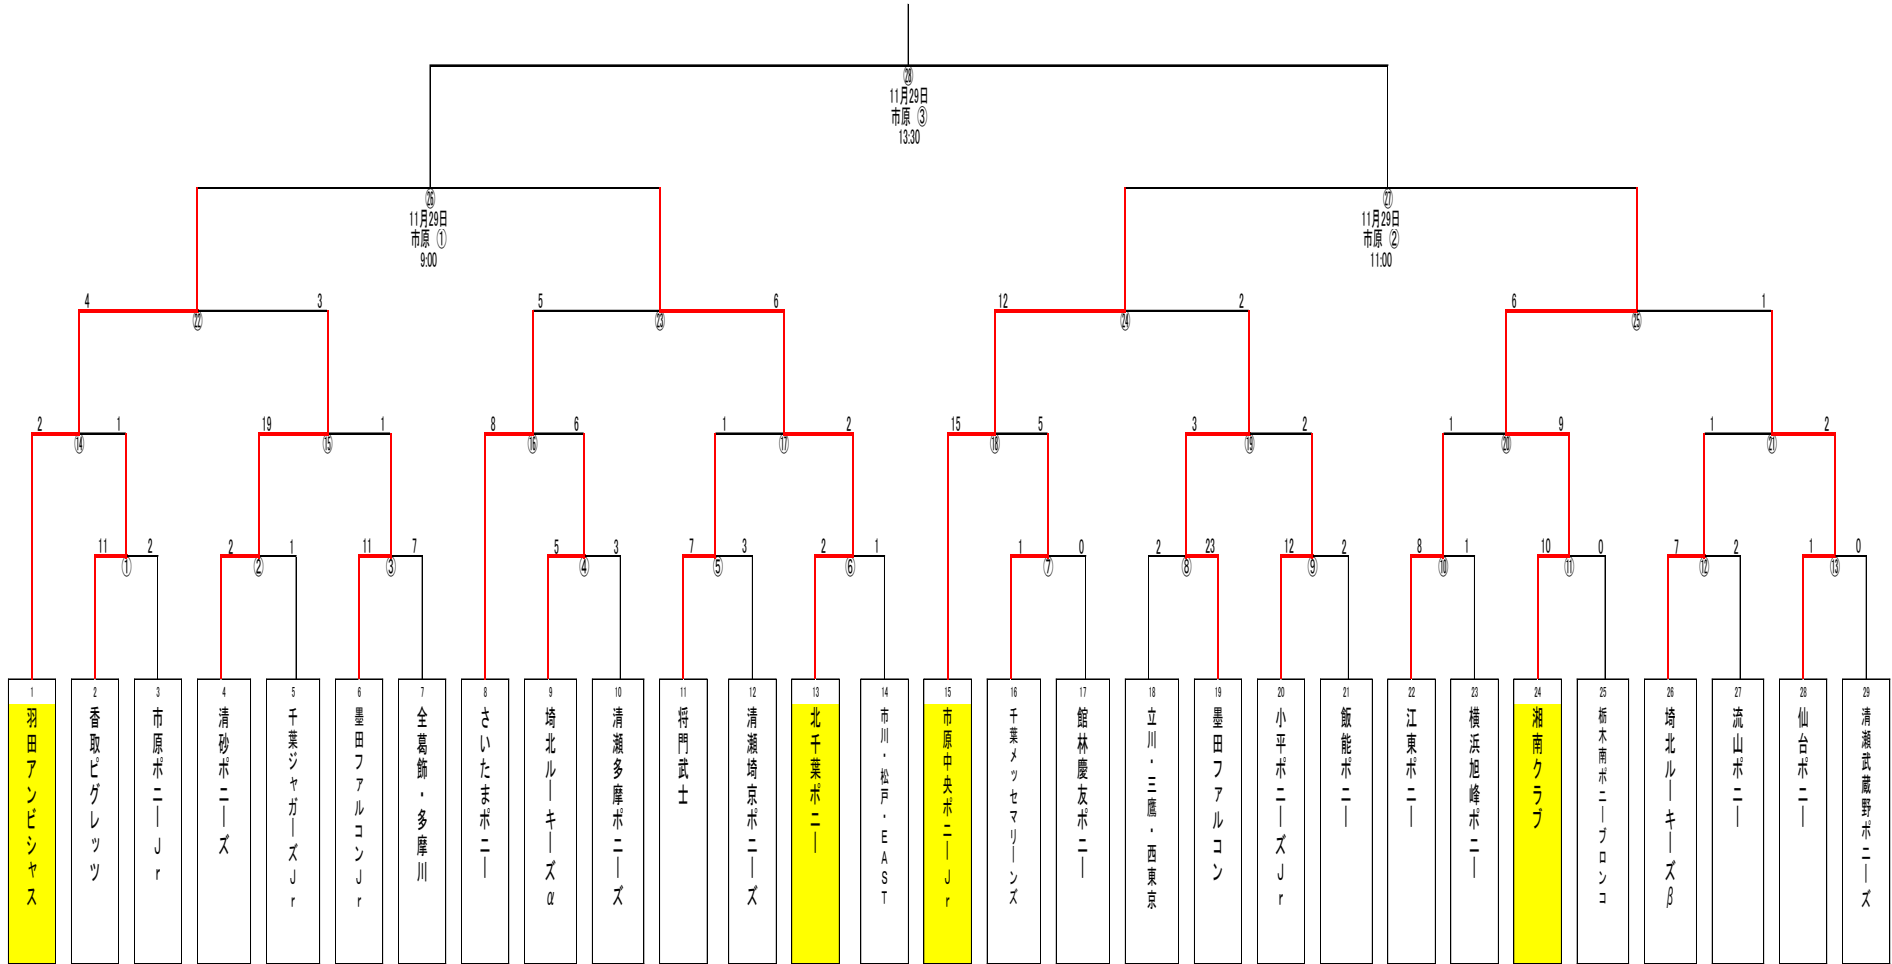 ㉘
11月29日
市原 ③
13:30
㉖
11月29日
市原 ①
9:00
㉗
11月29日
市原 ②
11:00
4 ㉒ 3
5 ㉓ 6
12 ㉔ 2
6 ㉕ 1
2 ⑭ 1
19 ⑮ 1
8 ⑯ 6
1 ⑰ 2
15 ⑱ 5
3 ⑲ 2
1 ⑳ 9
1 ㉑ 2
11 ① 2
2 ② 1
11 ③ 7
5 ④ 3
7 ⑤ 3
2 ⑥ 1
1 ⑦ 0
2 ⑧ 23
12 ⑨ 2
8 ⑩ 1
10 ⑪ 0
7 ⑫ 2
1 ⑬ 0
1 羽田アンビシャス
2 香取ピグレッツ
3 市原ポニーJr
4 清砂ポニーズ
5 千葉ジャガーズJr
6 墨田ファルコンJr
7 全葛飾・多摩川
8 さいたまポニー
9 埼北ルーキーズα
10 清瀬多摩ポニーズ
11 将門武士
12 清瀬埼京ポニーズ
13 北千葉ポニー
14 市川・松戸・EAST
15 市原中央ポニーJr
16 千葉メッセマリーンズ
17 館林慶友ポニー
18 立川・三鷹・西東京
19 墨田ファルコン
20 小平ポニーズJr
21 飯能ポニー
22 江東ポニー
23 横浜旭峰ポニー
24 湘南クラブ
25 栃木南ポニーブロンコ
26 埼北ルーキーズβ
27 流山ポニー
28 仙台ポニー
29 清瀬武蔵野ポニーズ